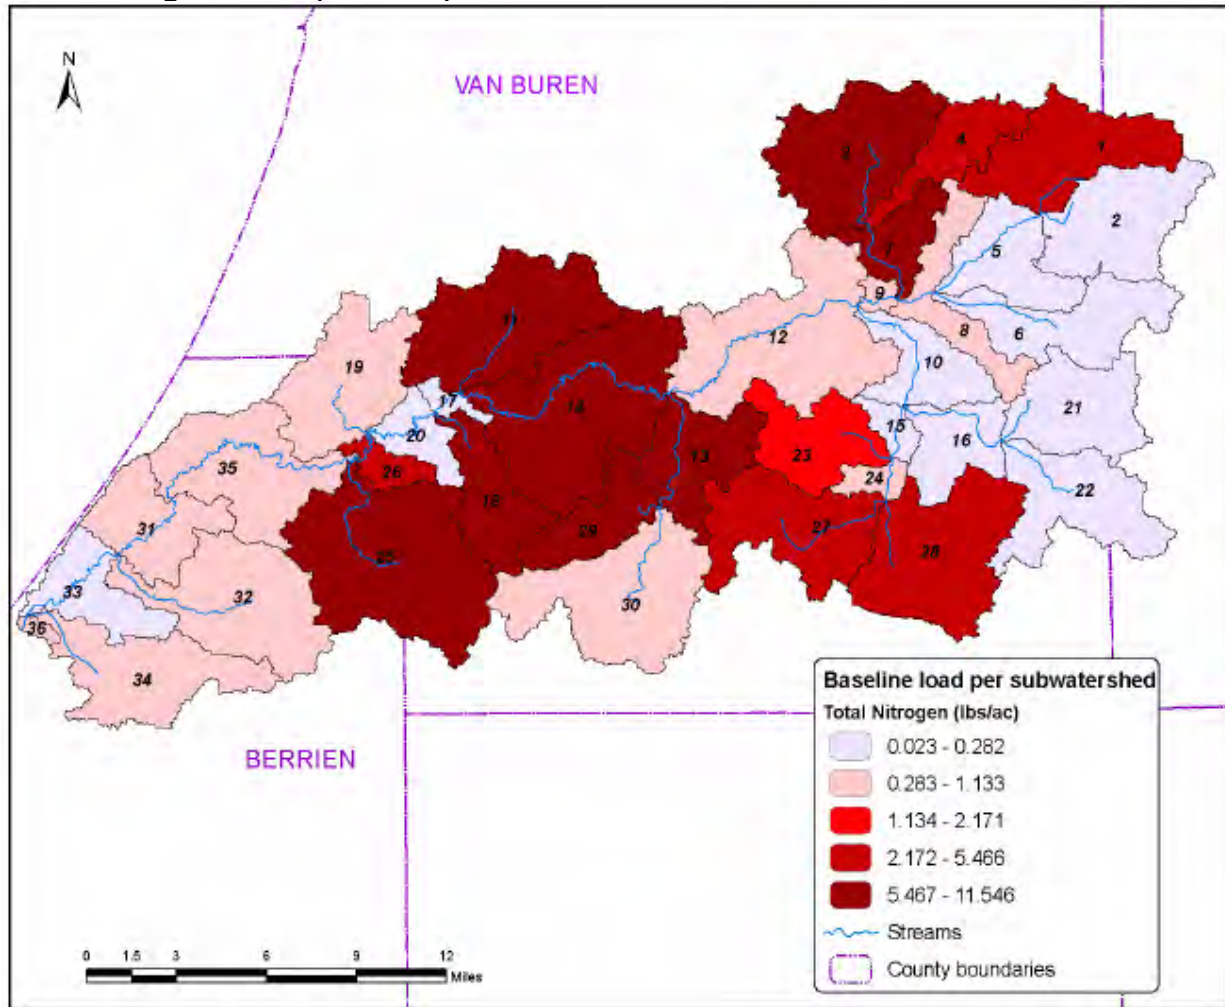 N
VAN BUREN
4
1
2
7
5
9
8
6
12
10
19
11
21
17
14
15
16
20
13
23
35
26
24
22
18
27
29
28
25
31
33
32
30
36
34
BERRIEN
Baseline load per subwatershed
Total Nitrogen (lbs/ac)
0.023 - 0.282
0.283 - 1.133
1.134 - 2.171
2.172 - 5.466
5.467 - 11.546
Streams
County boundaries
0 1.5 3 6 9 12
Miles